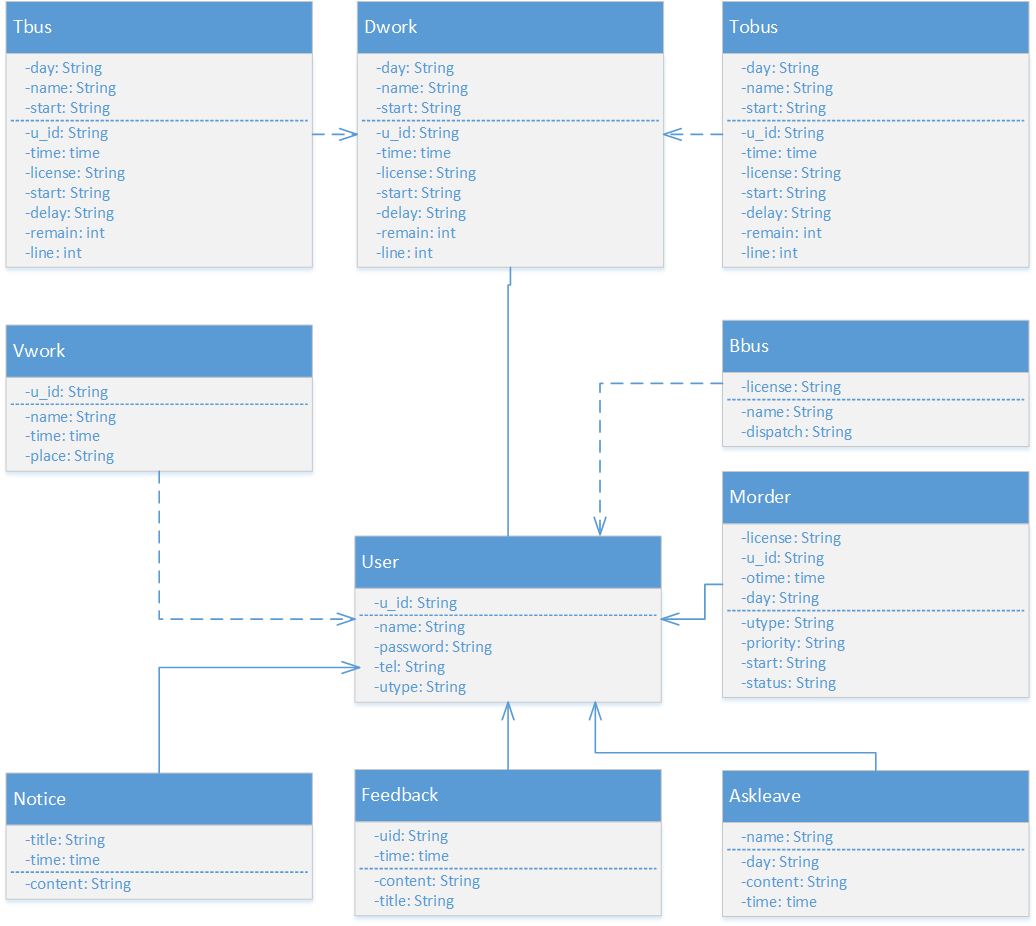 Tbus
-day: String
-name: String
-start: String
-u_id: String
-time: time
-license: String
-start: String
-delay: String
-remain: int
-line: int
Dwork
-day: String
-name: String
-start: String
-u_id: String
-time: time
-license: String
-start: String
-delay: String
-remain: int
-line: int
Tobus
-day: String
-name: String
-start: String
-u_id: String
-time: time
-license: String
-start: String
-delay: String
-remain: int
-line: int
Vwork
-u_id: String
-name: String
-time: time
-place: String
Bbus
-license: String
-name: String
-dispatch: String
Morder
-license: String
-u_id: String
-otime: time
-day: String
-utype: String
-priority: String
-start: String
-status: String
User
-u_id: String
-name: String
-password: String
-tel: String
-utype: String
Notice
-title: String
-time: time
-content: String
Feedback
-uid: String
-time: time
-content: String
-title: String
Askleave
-name: String
-day: String
-content: String
-time: time